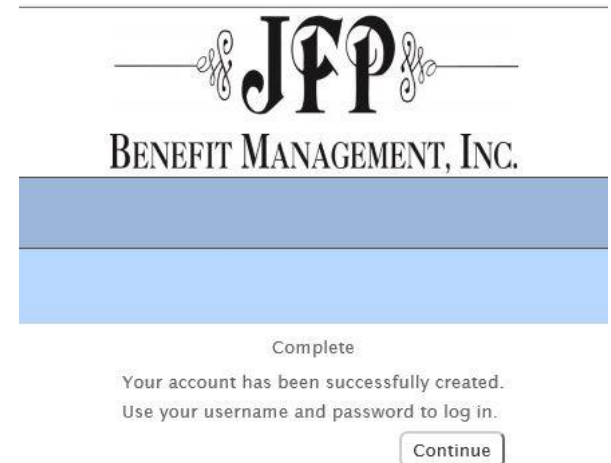 JFP
BENEFIT MANAGEMENT, INC.
Complete
Your account has been successfully created.
Use your username and password to log in.
Continue